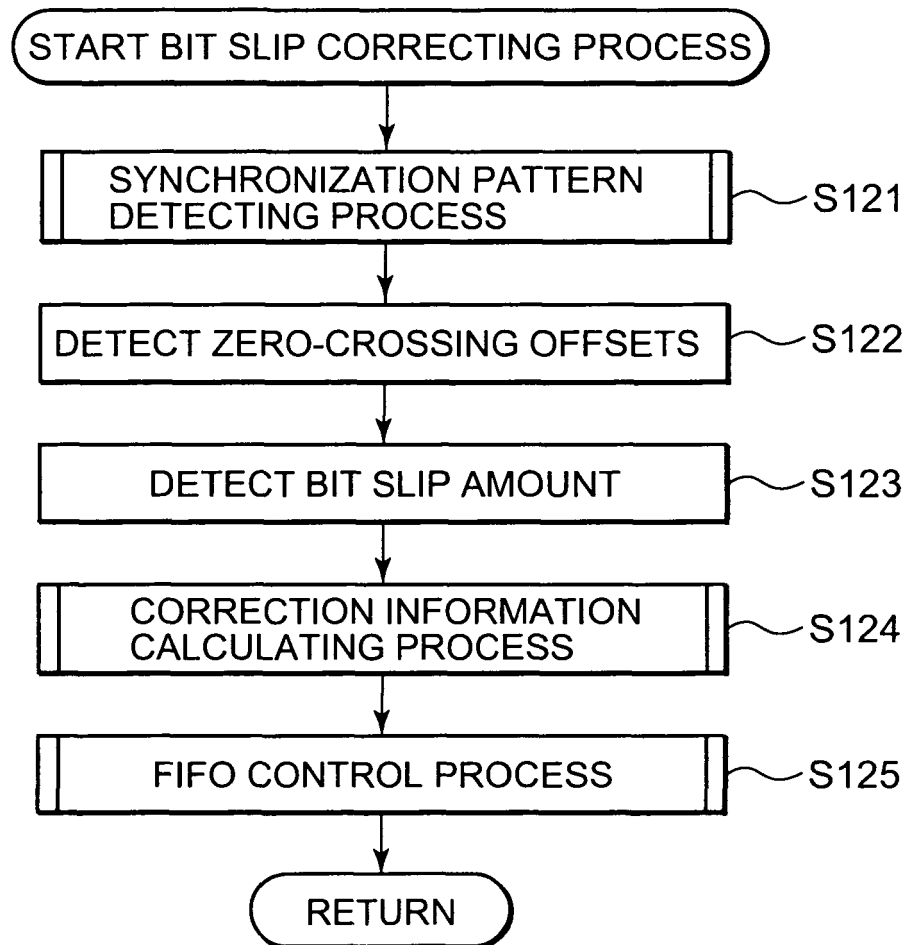 START BIT SLIP CORRECTING PROCESS
SYNCHRONIZATION PATTERN
DETECTING PROCESS
S121
DETECT ZERO-CROSSING OFFSETS
S122
DETECT BIT SLIP AMOUNT
S123
CORRECTION INFORMATION
CALCULATING PROCESS
S124
FIFO CONTROL PROCESS
S125
RETURN